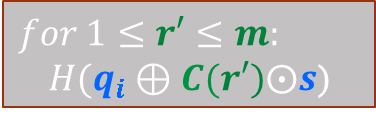 for 1 ≤ r′ ≤ m:
H(qᵢ ⊕ C(r′)⊙s)